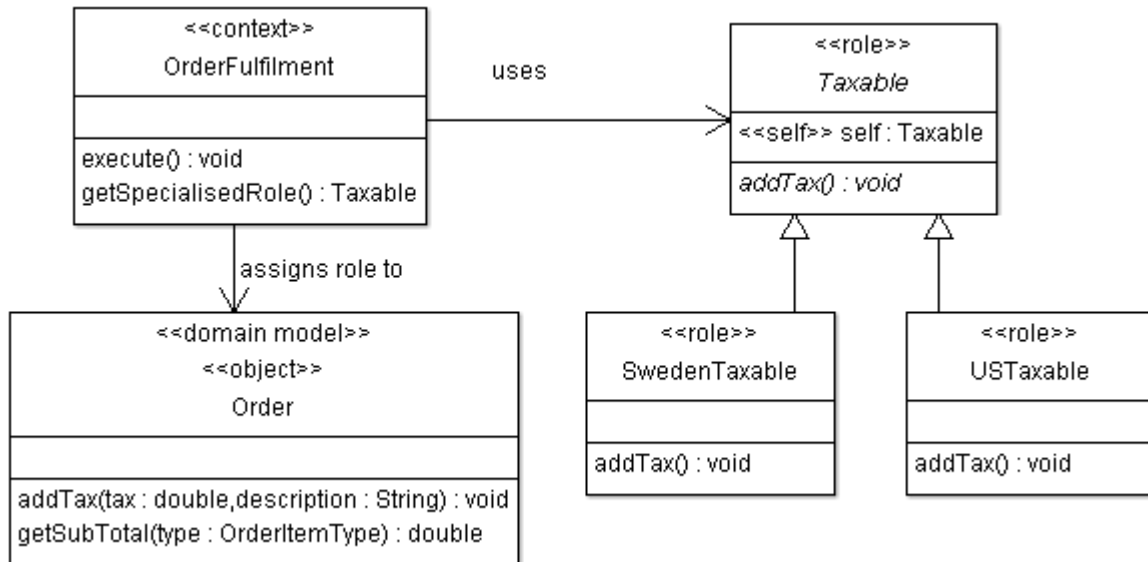 <<context>>
OrderFulfilment
execute() : void
getSpecialisedRole() : Taxable
uses
<<role>>
Taxable
<<self>> self : Taxable
addTax() : void
assigns role to
<<domain model>>
<<object>>
Order
addTax(tax : double,description : String) : void
getSubTotal(type : OrderItemType) : double
<<role>>
SwedenTaxable
addTax() : void
<<role>>
USTaxable
addTax() : void